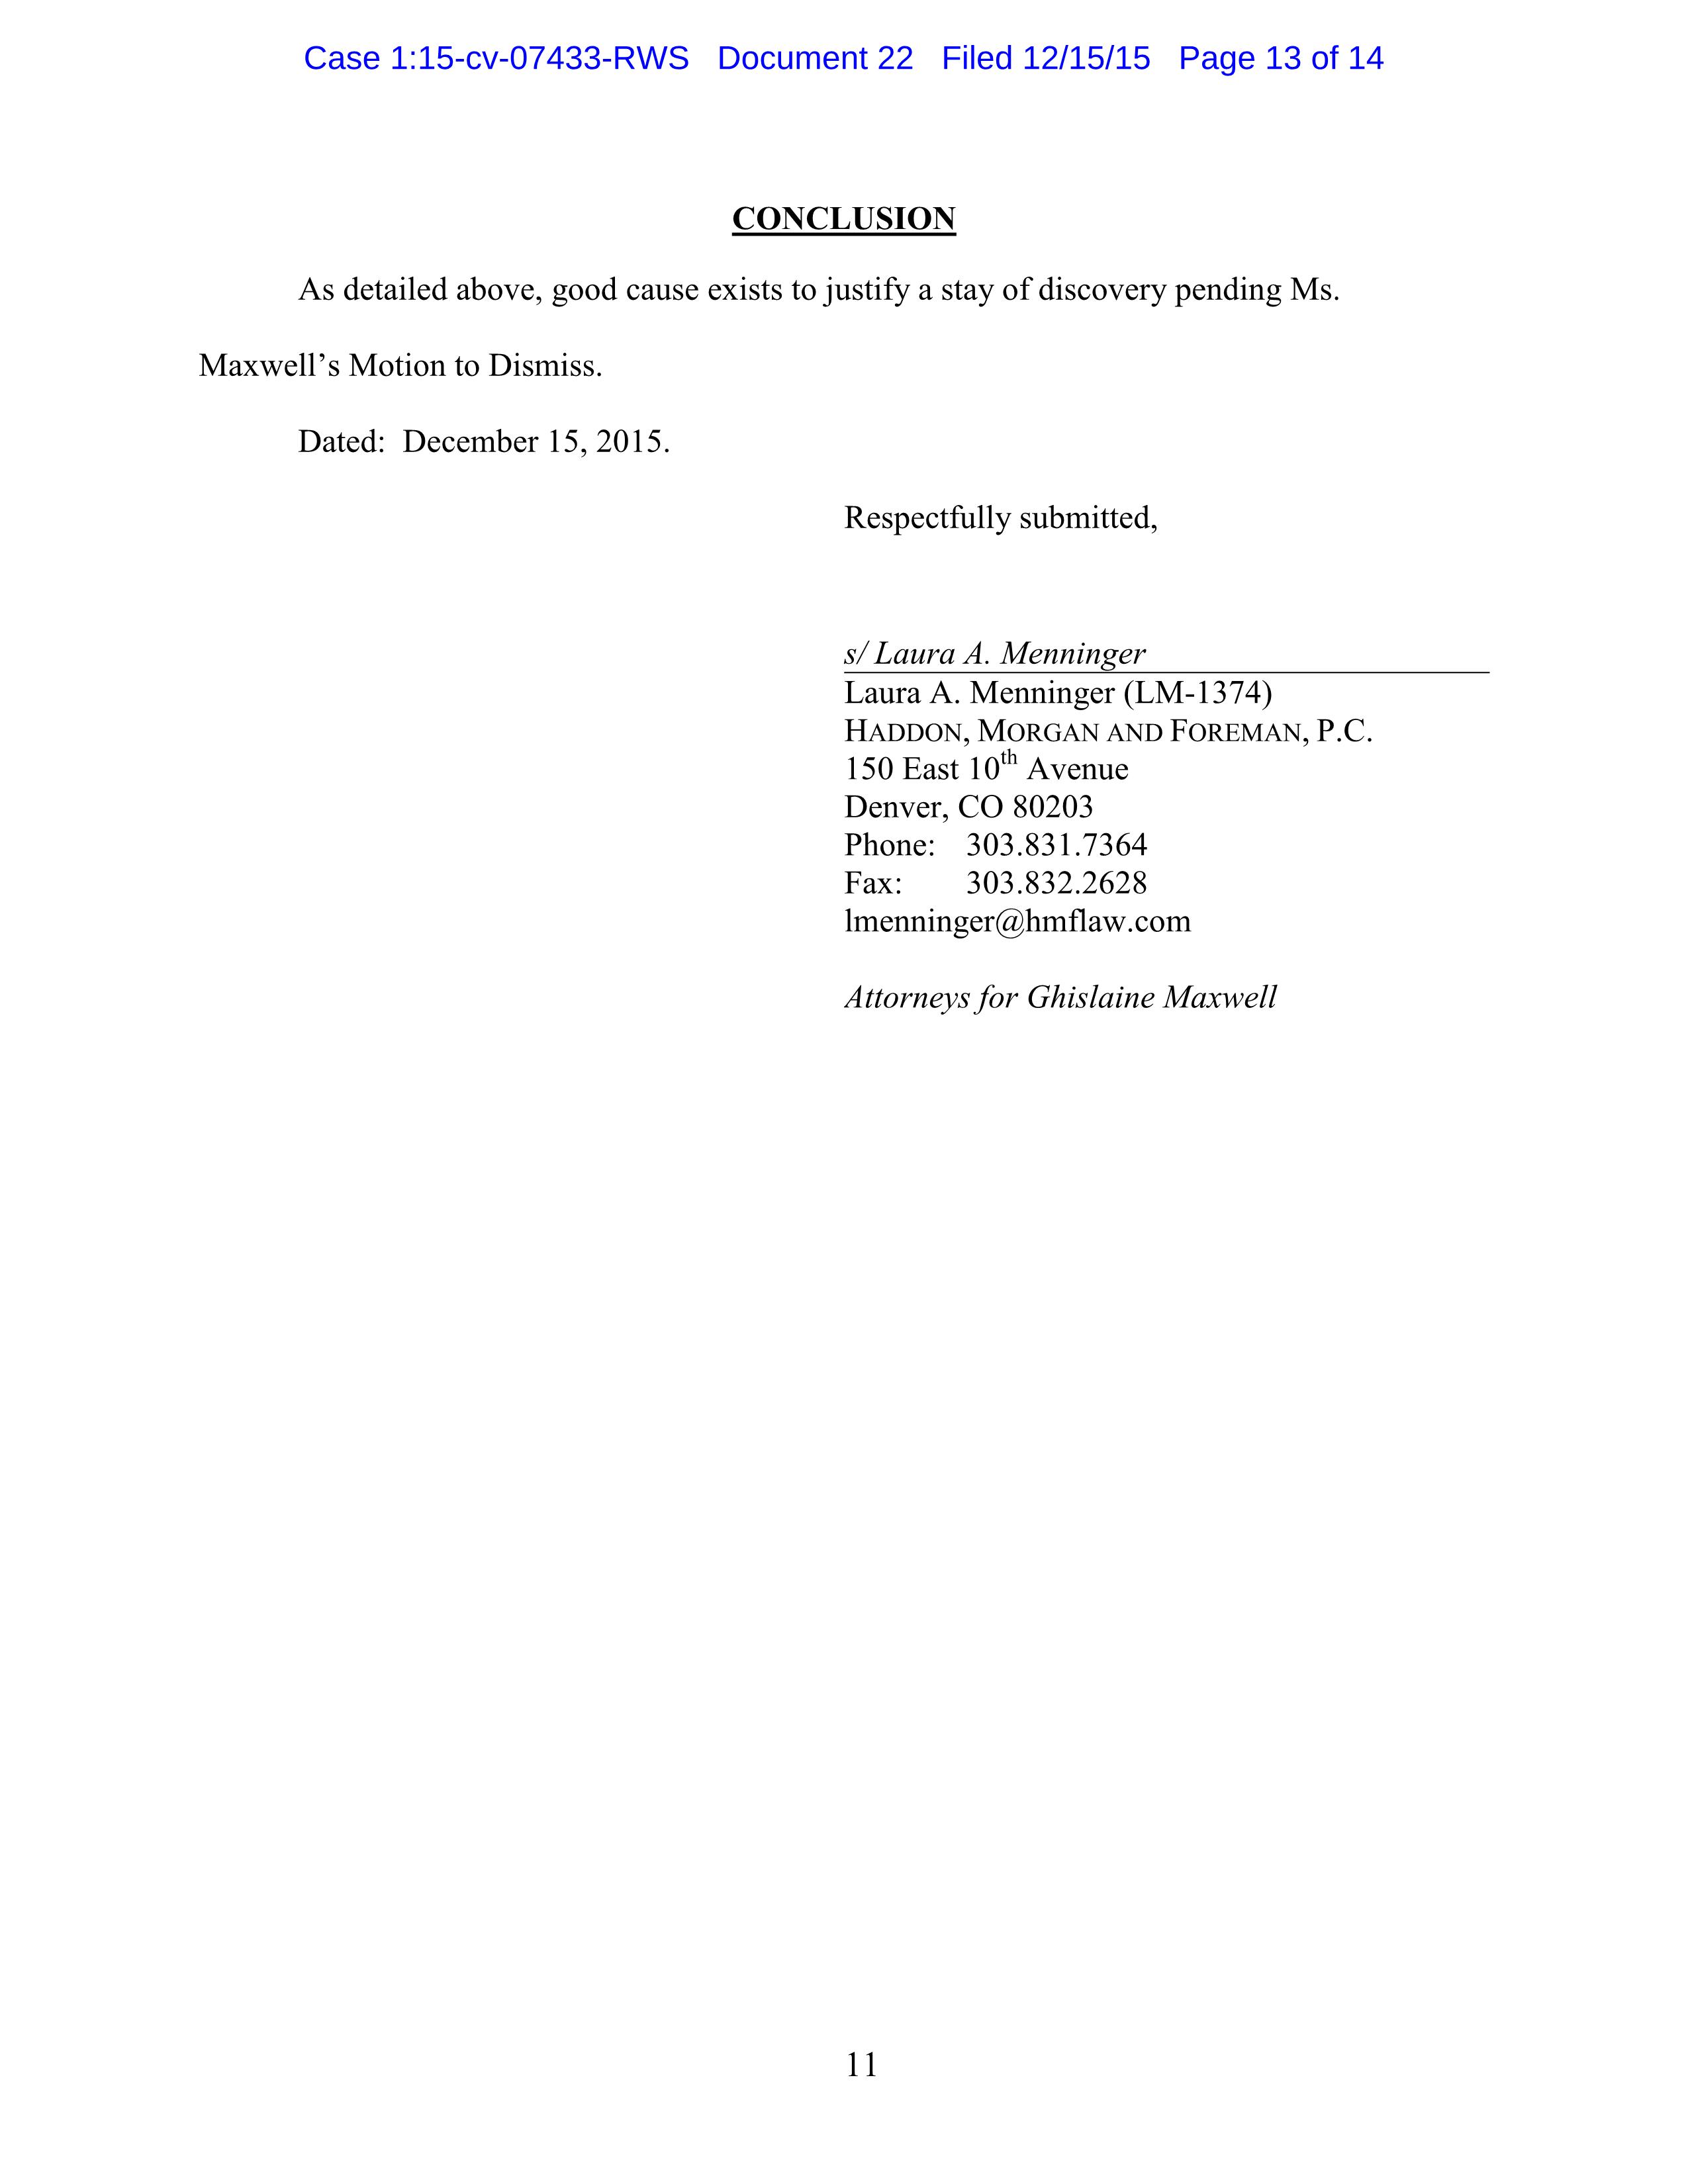 Case 1:15-cv-07433-RWS Document 22 Filed 12/15/15 Page 13 of 14
CONCLUSION
As detailed above, good cause exists to justify a stay of discovery pending Ms.
Maxwell’s Motion to Dismiss.
Dated: December 15, 2015.
Respectfully submitted,
s/ Laura A. Menninger
Laura A. Menninger (LM-1374)
HADDON, MORGAN AND FOREMAN, P.C.
150 East 10th Avenue
Denver, CO 80203
Phone: 303.831.7364
Fax: 303.832.2628
lmenninger@hmflaw.com
Attorneys for Ghislaine Maxwell
11